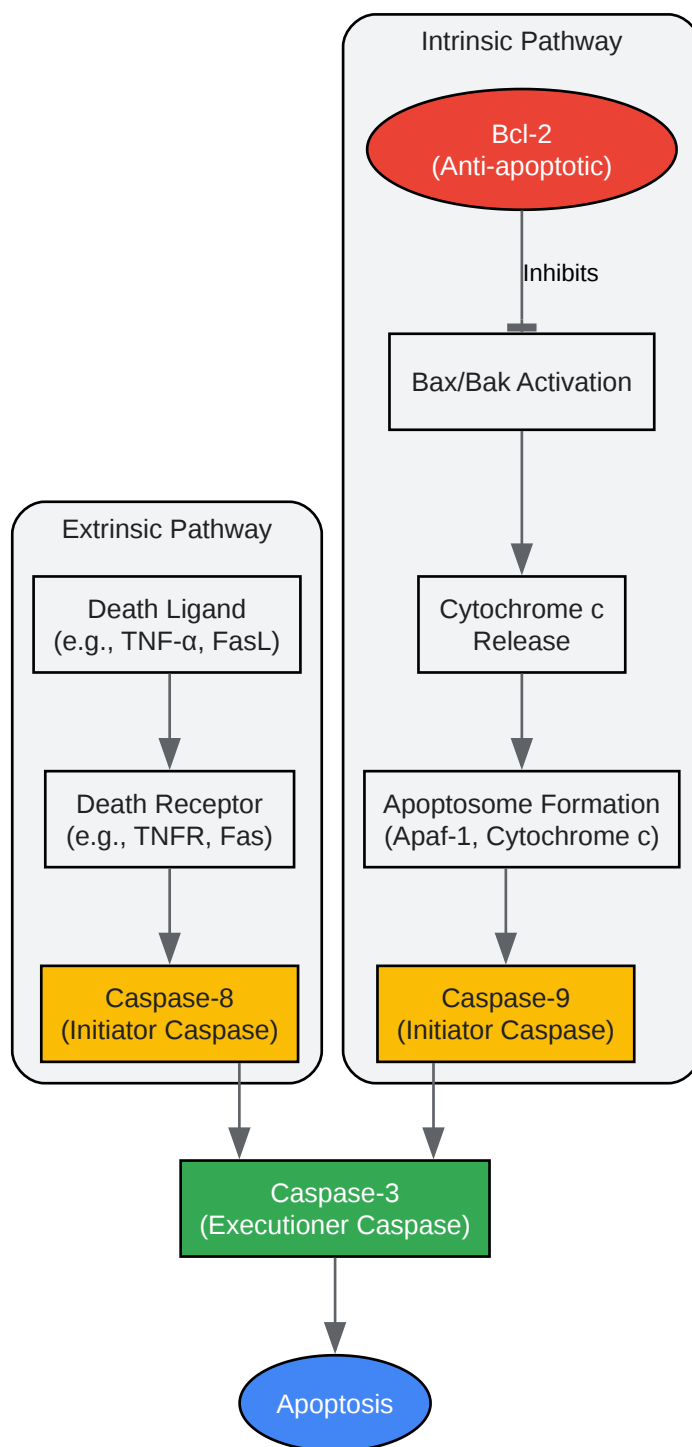 Intrinsic Pathway
Bcl-2
(Anti-apoptotic)
Inhibits
Bax/Bak Activation
Extrinsic Pathway
Death Ligand
(e.g., TNF-α, FasL)
Cytochrome c
Release
Death Receptor
(e.g., TNFR, Fas)
Apoptosome Formation
(Apaf-1, Cytochrome c)
Caspase-8
(Initiator Caspase)
Caspase-9
(Initiator Caspase)
Caspase-3
(Executioner Caspase)
Apoptosis